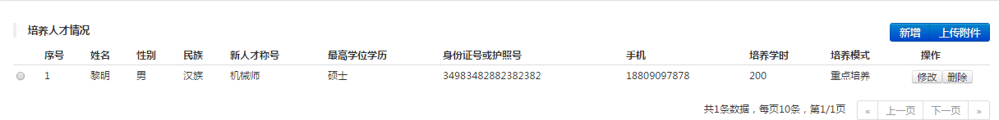 培养人才情况
新增 上传附件
序号 姓名 性别 民族 新人才称号 最高学位学历 身份证号或护照号 手机 培养学时 培养模式 操作
1 黎明 男 汉族 机械师 硕士 34983482882382382 18809097878 200 重点培养 修改 删除
共1条数据，每页10条，第1/1页 « 上一页 下一页 »